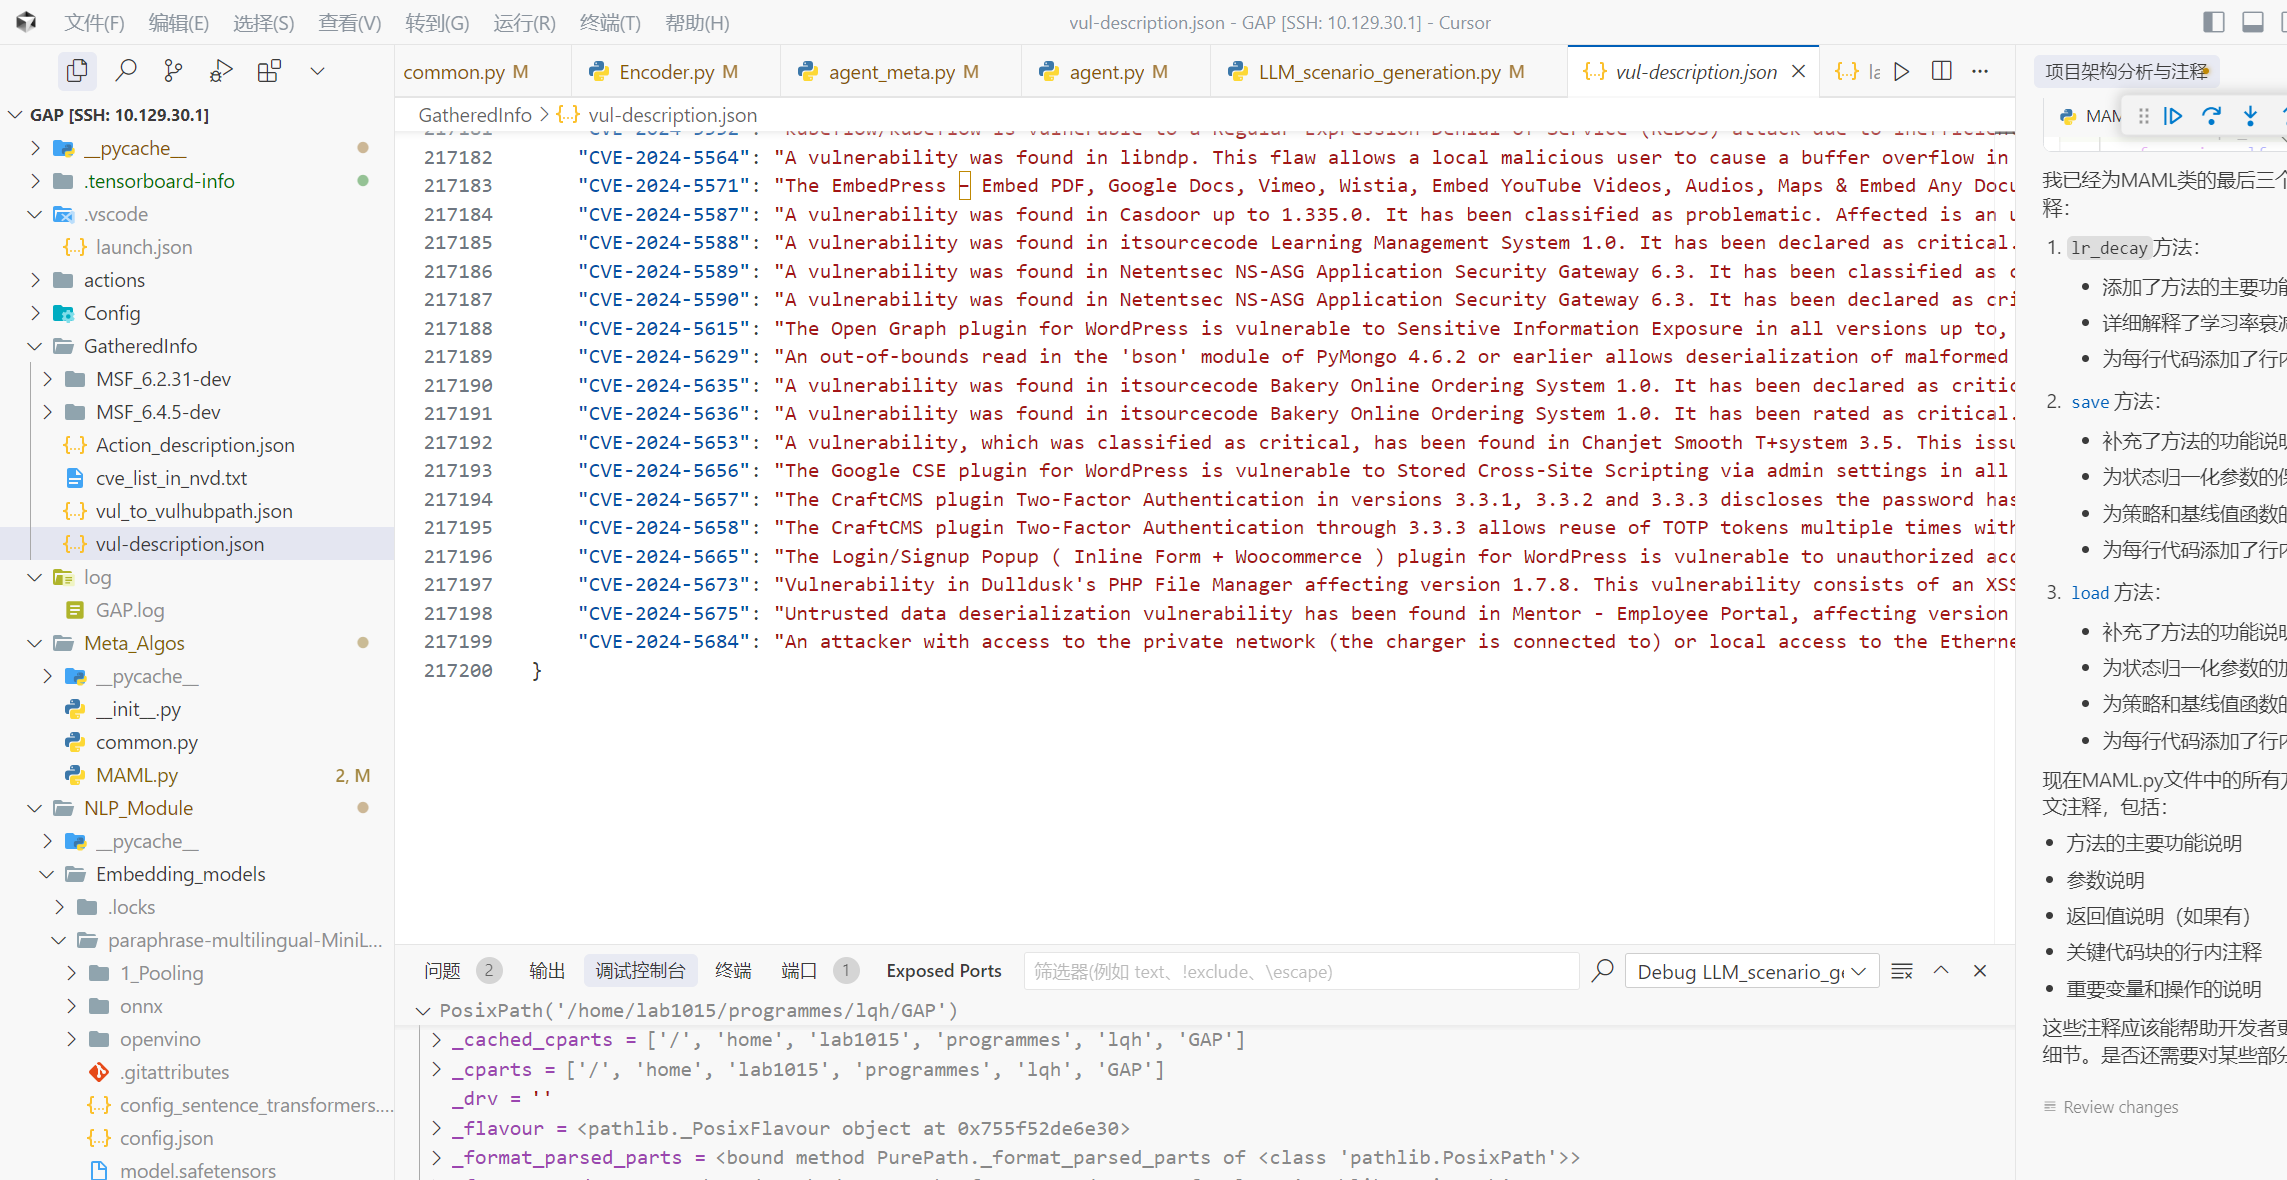 文件(F) 编辑(E) 选择(S) 查看(V) 转到(G) 运行(R) 终端(T) 帮助(H) vul-description.json - GAP [SSH: 10.129.30.1] - Cursor
GAP [SSH: 10.129.30.1]
__pycache__
.tensorboard-info
.vscode
launch.json
actions
Config
GatheredInfo
MSF_6.2.31-dev
MSF_6.4.5-dev
Action_description.json
cve_list_in_nvd.txt
vul_to_vulhubpath.json
vul-description.json
log
GAP.log
Meta_Algos
__pycache__
__init__.py
common.py
MAML.py 2, M
NLP_Module
__pycache__
Embedding_models
.locks
paraphrase-multilingual-MiniL...
1_Pooling
onnx
openvino
.gitattributes
config_sentence_transformers....
config.json
model.safetensors
common.py M Encoder.py M agent_meta.py M agent.py M LLM_scenario_generation.py M vul-description.json
GatheredInfo > vul-description.json
217182 "CVE-2024-5564": "A vulnerability was found in libndp. This flaw allows a local malicious user to cause a buffer overflow in
217183 "CVE-2024-5571": "The EmbedPress – Embed PDF, Google Docs, Vimeo, Wistia, Embed YouTube Videos, Audios, Maps & Embed Any Docu
217184 "CVE-2024-5587": "A vulnerability was found in Casdoor up to 1.335.0. It has been classified as problematic. Affected is an u
217185 "CVE-2024-5588": "A vulnerability was found in itsourcecode Learning Management System 1.0. It has been declared as critical.
217186 "CVE-2024-5589": "A vulnerability was found in Netentsec NS-ASG Application Security Gateway 6.3. It has been classified as c
217187 "CVE-2024-5590": "A vulnerability was found in Netentsec NS-ASG Application Security Gateway 6.3. It has been declared as cri
217188 "CVE-2024-5615": "The Open Graph plugin for WordPress is vulnerable to Sensitive Information Exposure in all versions up to,
217189 "CVE-2024-5629": "An out-of-bounds read in the 'bson' module of PyMongo 4.6.2 or earlier allows deserialization of malformed
217190 "CVE-2024-5635": "A vulnerability was found in itsourcecode Bakery Online Ordering System 1.0. It has been declared as critic
217191 "CVE-2024-5636": "A vulnerability was found in itsourcecode Bakery Online Ordering System 1.0. It has been rated as critical.
217192 "CVE-2024-5653": "A vulnerability, which was classified as critical, has been found in Chanjet Smooth T+system 3.5. This issu
217193 "CVE-2024-5656": "The Google CSE plugin for WordPress is vulnerable to Stored Cross-Site Scripting via admin settings in all
217194 "CVE-2024-5657": "The CraftCMS plugin Two-Factor Authentication in versions 3.3.1, 3.3.2 and 3.3.3 discloses the password has
217195 "CVE-2024-5658": "The CraftCMS plugin Two-Factor Authentication through 3.3.3 allows reuse of TOTP tokens multiple times with
217196 "CVE-2024-5665": "The Login/Signup Popup ( Inline Form + Woocommerce ) plugin for WordPress is vulnerable to unauthorized acc
217197 "CVE-2024-5673": "Vulnerability in Dulldusk's PHP File Manager affecting version 1.7.8. This vulnerability consists of an XSS
217198 "CVE-2024-5675": "Untrusted data deserialization vulnerability has been found in Mentor - Employee Portal, affecting version
217199 "CVE-2024-5684": "An attacker with access to the private network (the charger is connected to) or local access to the Etherne
217200 }
问题 2 输出 调试控制台 终端 端口 1 Exposed Ports 筛选器(例如 text、!exclude、\escape) Debug LLM_scenario_ge
PosixPath('/home/lab1015/programmes/lqh/GAP')
_cached_cparts = ['/', 'home', 'lab1015', 'programmes', 'lqh', 'GAP']
_cparts = ['/', 'home', 'lab1015', 'programmes', 'lqh', 'GAP']
_drv = ''
_flavour = <pathlib._PosixFlavour object at 0x755f52de6e30>
_format_parsed_parts = <bound method PurePath._format_parsed_parts of <class 'pathlib.PosixPath'>>
项目架构分析与注释
MAM
我已经为MAML类的最后三个
释：
1. lr_decay方法：
• 添加了方法的主要功能
• 详细解释了学习率衰减
• 为每行代码添加了行内
2. save 方法：
• 补充了方法的功能说明
• 为状态归一化参数的保
• 为策略和基线值函数的
• 为每行代码添加了行内
3. load 方法：
• 补充了方法的功能说明
• 为状态归一化参数的加
• 为策略和基线值函数的
• 为每行代码添加了行内
现在MAML.py文件中的所有方
文注释，包括：
• 方法的主要功能说明
• 参数说明
• 返回值说明（如果有）
• 关键代码块的行内注释
• 重要变量和操作的说明
这些注释应该能帮助开发者更
细节。是否还需要对某些部分
Review changes